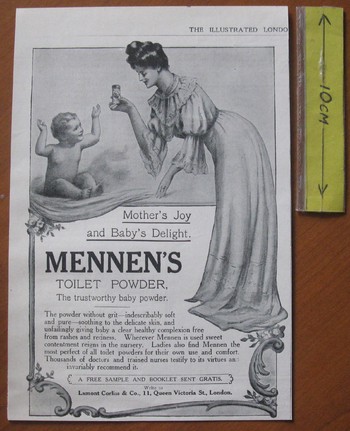 THE ILLUSTRATED LONDO
10CM
Mother's Joy
and Baby's Delight.
MENNEN'S
TOILET POWDER,
The trustworthy baby powder.
The powder without grit—indescribably soft
and pure—soothing to the delicate skin, and
unfailingly giving baby a clear healthy complexion free
from rashes and redness. Wherever Mennen is used sweet
contentment reigns in the nursery. Ladies also find Mennen the
most perfect of all toilet powders for their own use and comfort.
Thousands of doctors and trained nurses testify to its virtues and
invariably recommend it.
A FREE SAMPLE AND BOOKLET SENT GRATIS.
Write to
Lamont Corliss & Co., 11, Queen Victoria St., London.